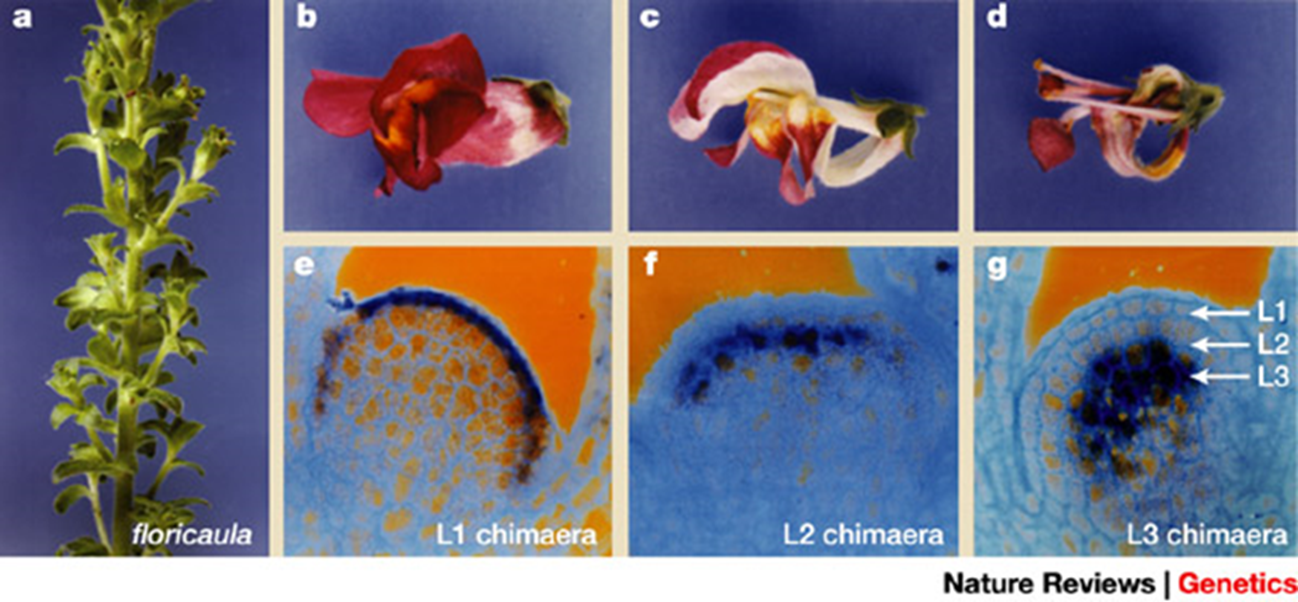 a
b
c
d
floricaula
e
L1 chimaera
f
L2 chimaera
g
L1
L2
L3
L3 chimaera
Nature Reviews | Genetics